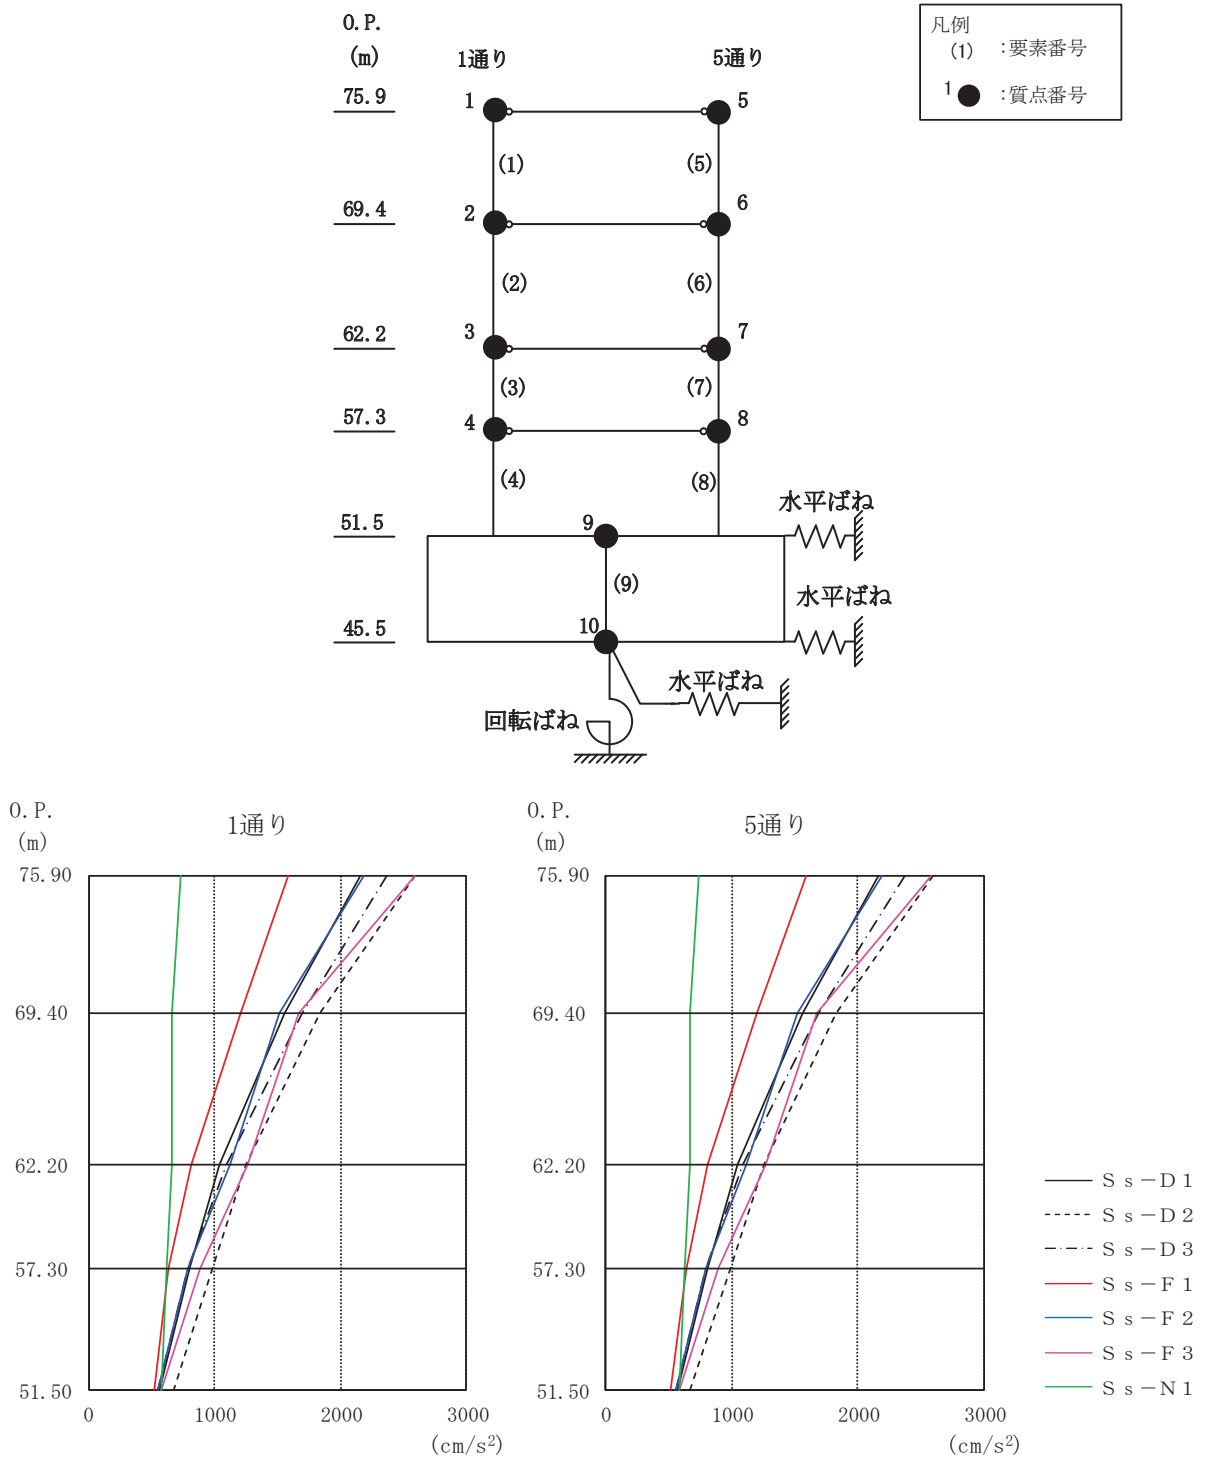 O.P.
(m)
1通り
5通り
凡例
(1) :要素番号
1 :質点番号
75.9
1
5
(1)
(5)
69.4
2
6
(2)
(6)
62.2
3
7
(3)
(7)
57.3
4
8
(4)
(8)
水平ばね
51.5
9
(9)
水平ばね
45.5
10
水平ばね
回転ばね
O.P.
(m)
1通り
75.90
69.40
62.20
57.30
51.50
0 1000 2000 3000
(cm/s²)
O.P.
(m)
5通り
75.90
69.40
62.20
57.30
51.50
0 1000 2000 3000
(cm/s²)
Ss-D1
Ss-D2
Ss-D3
Ss-F1
Ss-F2
Ss-F3
Ss-N1